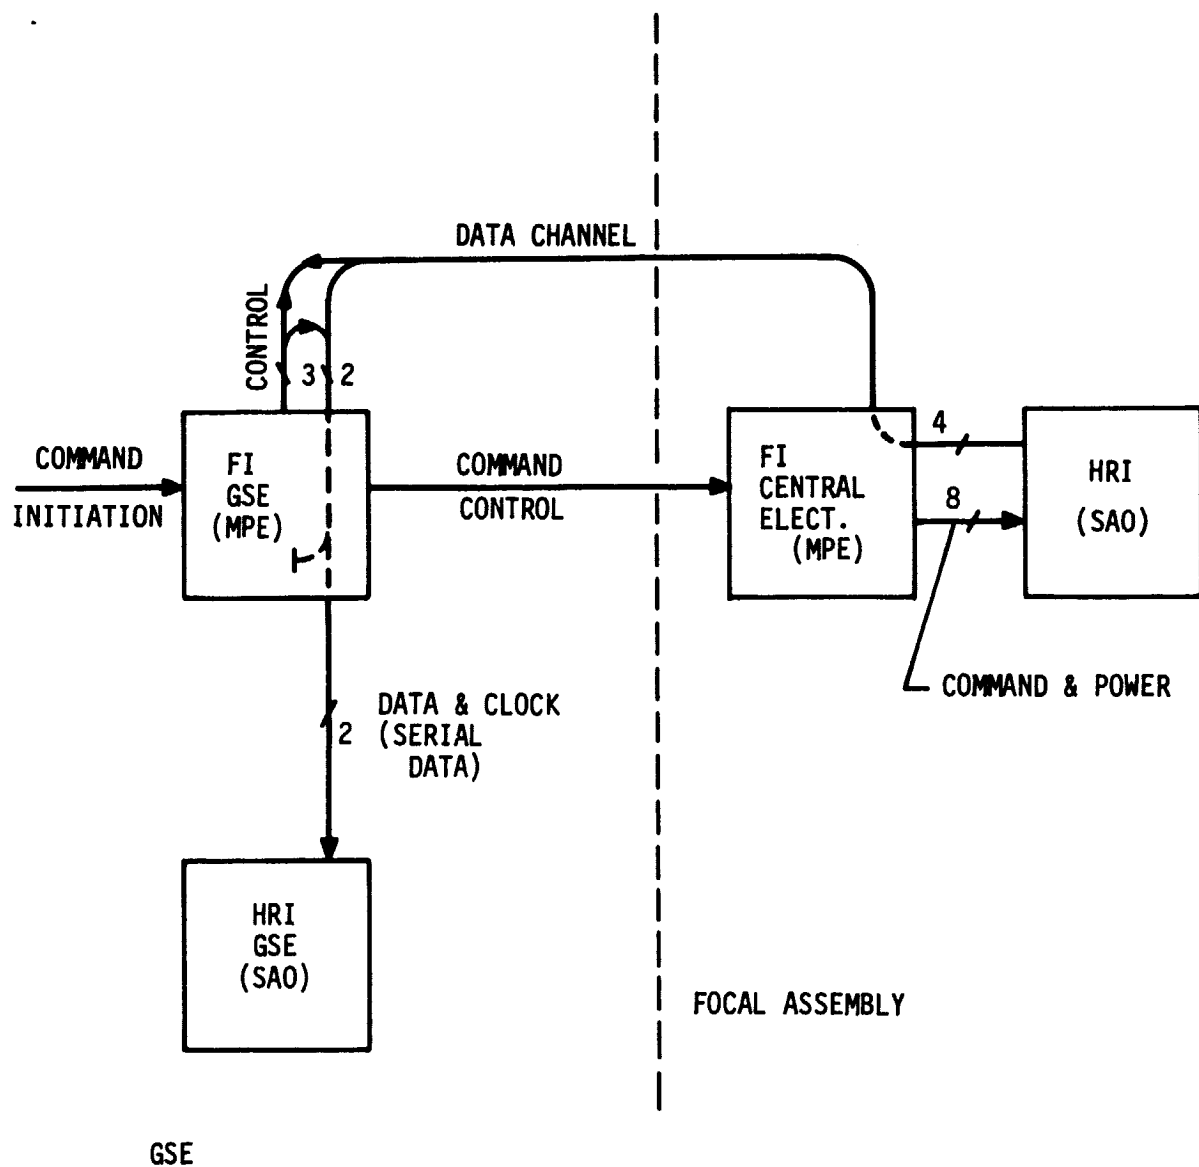 DATA CHANNEL
CONTROL
3
2
COMMAND
INITIATION
FI
GSE
(MPE)
COMMAND
CONTROL
FI
CENTRAL
ELECT.
(MPE)
4
8
HRI
(SAO)
COMMAND & POWER
2
DATA & CLOCK
(SERIAL
DATA)
HRI
GSE
(SAO)
FOCAL ASSEMBLY
GSE